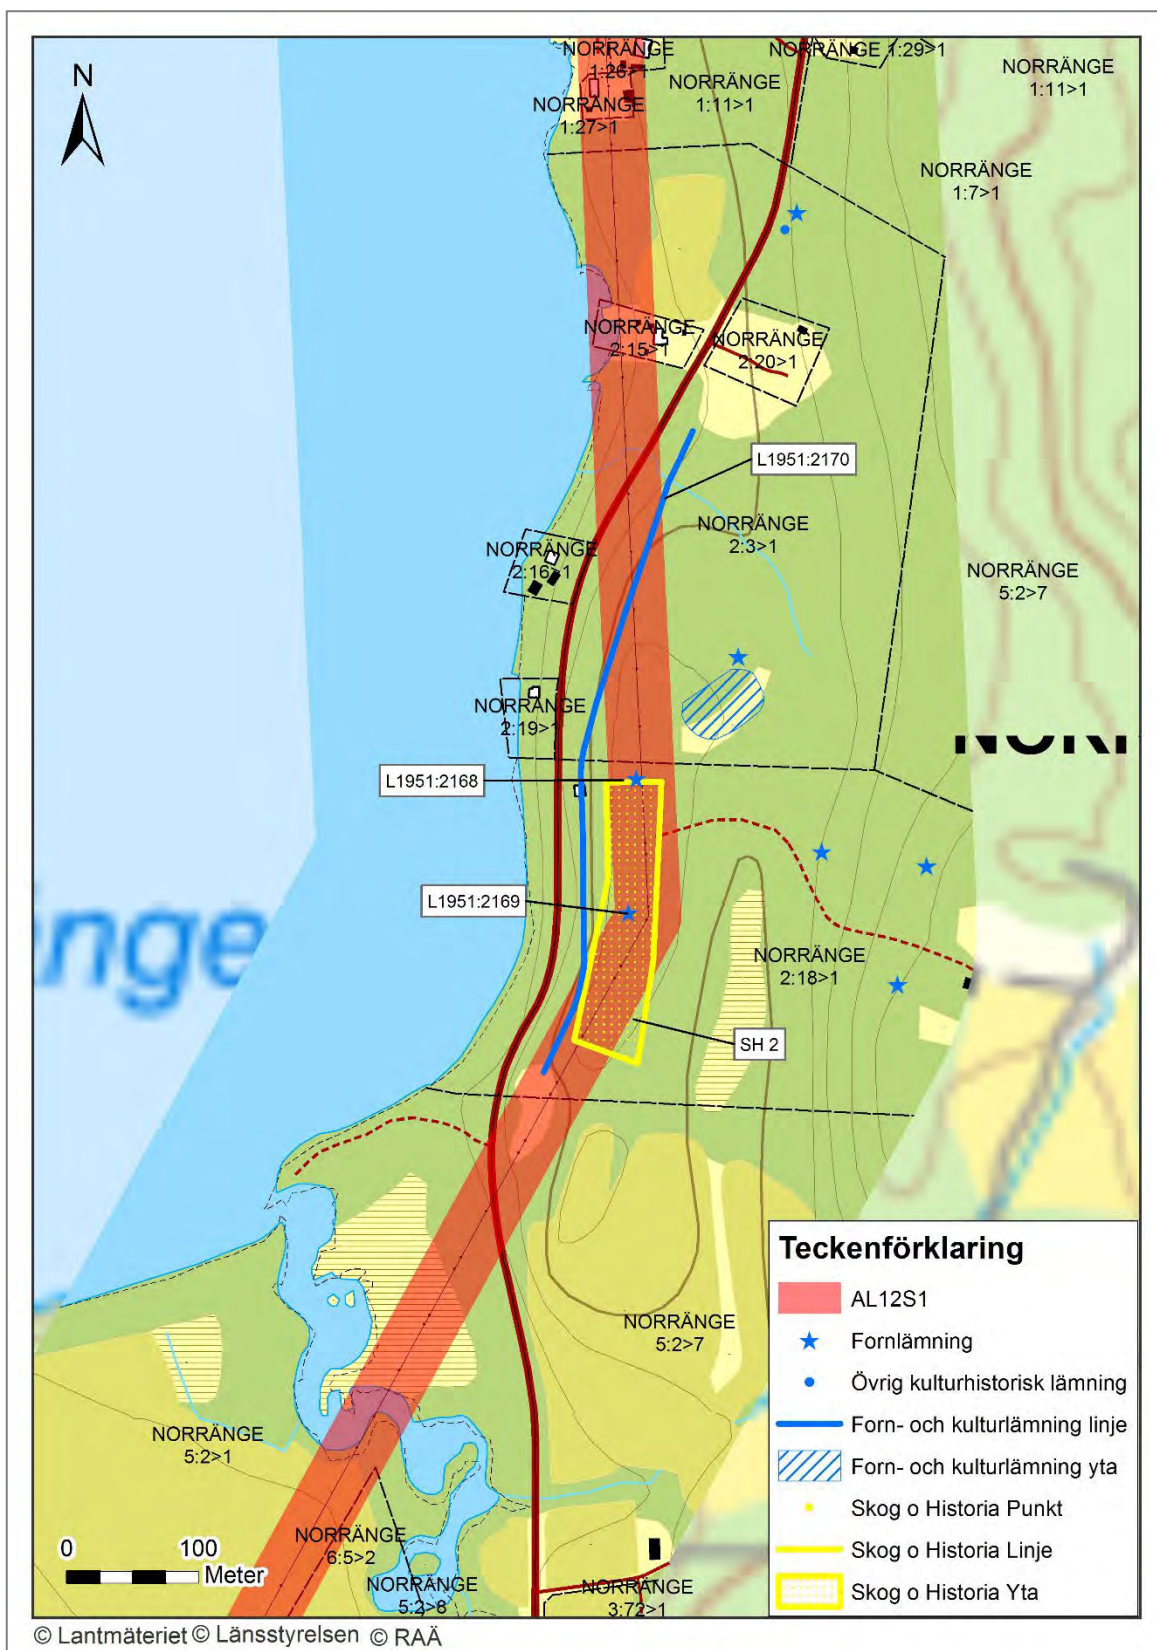 N
NORRÄNGE
1:26>1
NORRÄNGE 1:29>1
NORRÄNGE
1:11>1
NORRÄNGE
1:11>1
NORRÄNGE
1:27>1
NORRÄNGE
1:7>1
NORRÄNGE
2:15>1
NORRÄNGE
2:20>1
L1951:2170
NORRÄNGE
2:3>1
NORRÄNGE
2:16>1
NORRÄNGE
5:2>7
NORRÄNGE
2:19>1
L1951:2168
L1951:2169
änge
NORRÄNGE
2:18>1
SH 2
NORRÄNGE
5:2>7
NORRÄNGE
5:2>1
NORRÄNGE
6:5>2
NORRÄNGE
5:2>8
NORRÄNGE
3:72>1
0 100
Meter
Teckenförklaring
AL12S1
Fornlämning
Övrig kulturhistorisk lämning
Forn- och kulturlämning linje
Forn- och kulturlämning yta
Skog o Historia Punkt
Skog o Historia Linje
Skog o Historia Yta
© Lantmäteriet © Länsstyrelsen © RAÄ